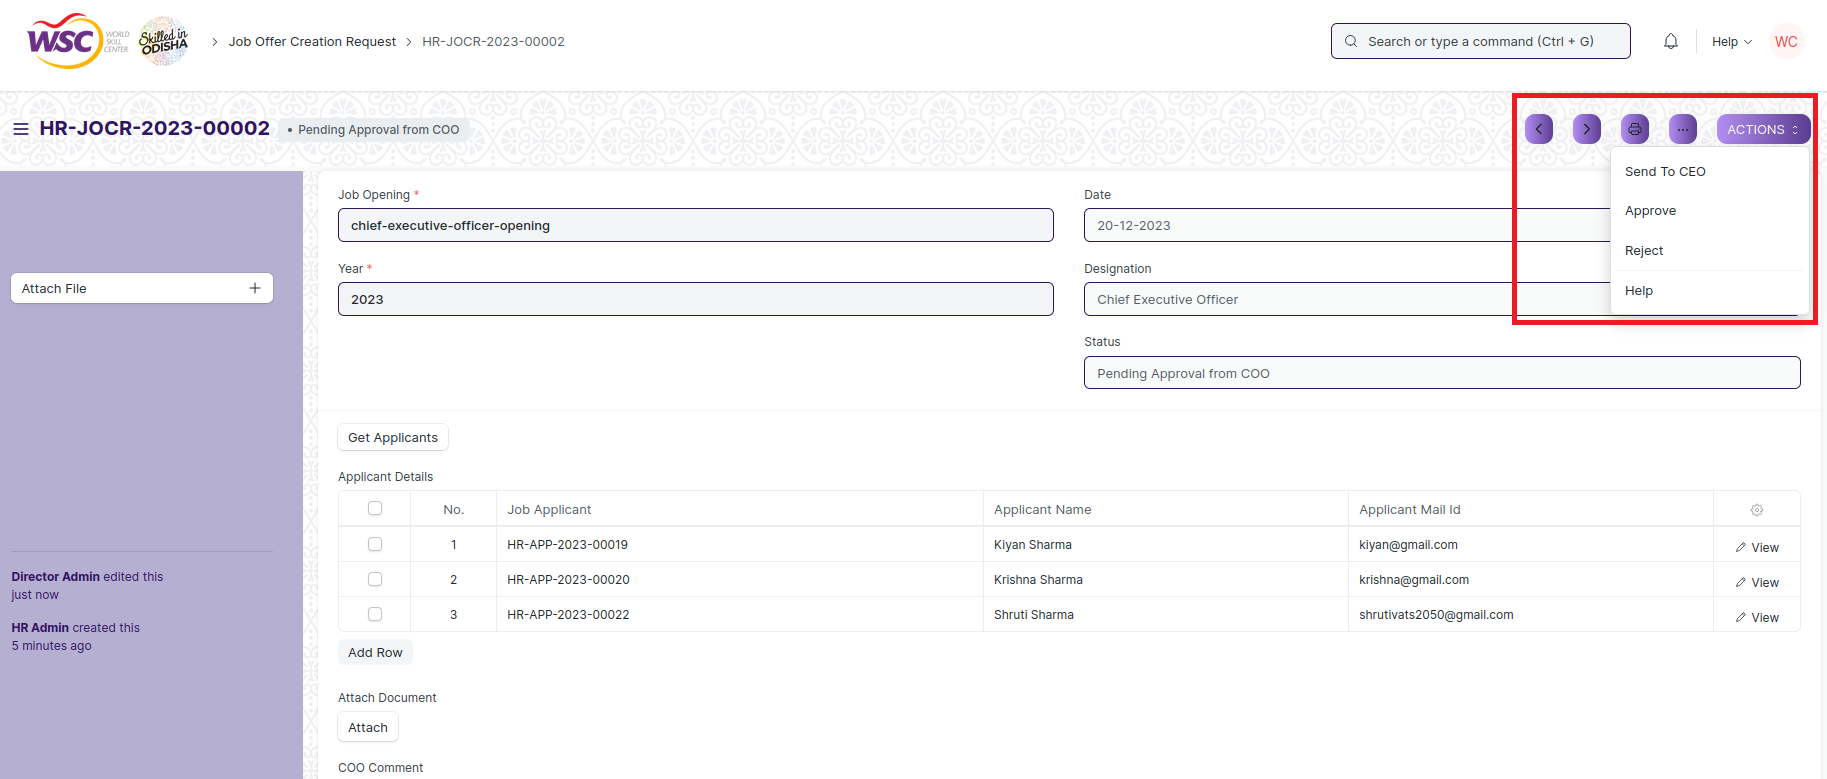 WSC WORLD SKILL CENTER
Skilled in ODISHA
Job Offer Creation Request
HR-JOCR-2023-00002
Search or type a command (Ctrl + G)
Help
WC
HR-JOCR-2023-00002
Pending Approval from COO
ACTIONS
Send To CEO
Approve
Reject
Help
Attach File
Job Opening *
chief-executive-officer-opening
Date
20-12-2023
Year *
2023
Designation
Chief Executive Officer
Status
Pending Approval from COO
Get Applicants
Applicant Details
No. Job Applicant Applicant Name Applicant Mail Id
1 HR-APP-2023-00019 Kiyan Sharma kiyan@gmail.com View
2 HR-APP-2023-00020 Krishna Sharma krishna@gmail.com View
3 HR-APP-2023-00022 Shruti Sharma shrutivats2050@gmail.com View
Add Row
Attach Document
Attach
COO Comment
Director Admin edited this
just now
HR Admin created this
5 minutes ago